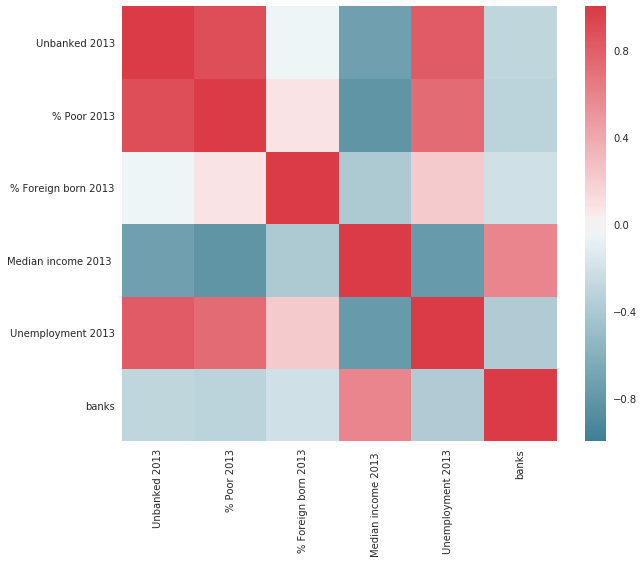 Unbanked 2013
% Poor 2013
% Foreign born 2013
Median income 2013
Unemployment 2013
banks
Unbanked 2013
% Poor 2013
% Foreign born 2013
Median income 2013
Unemployment 2013
banks
0.8
0.4
0.0
−0.4
−0.8